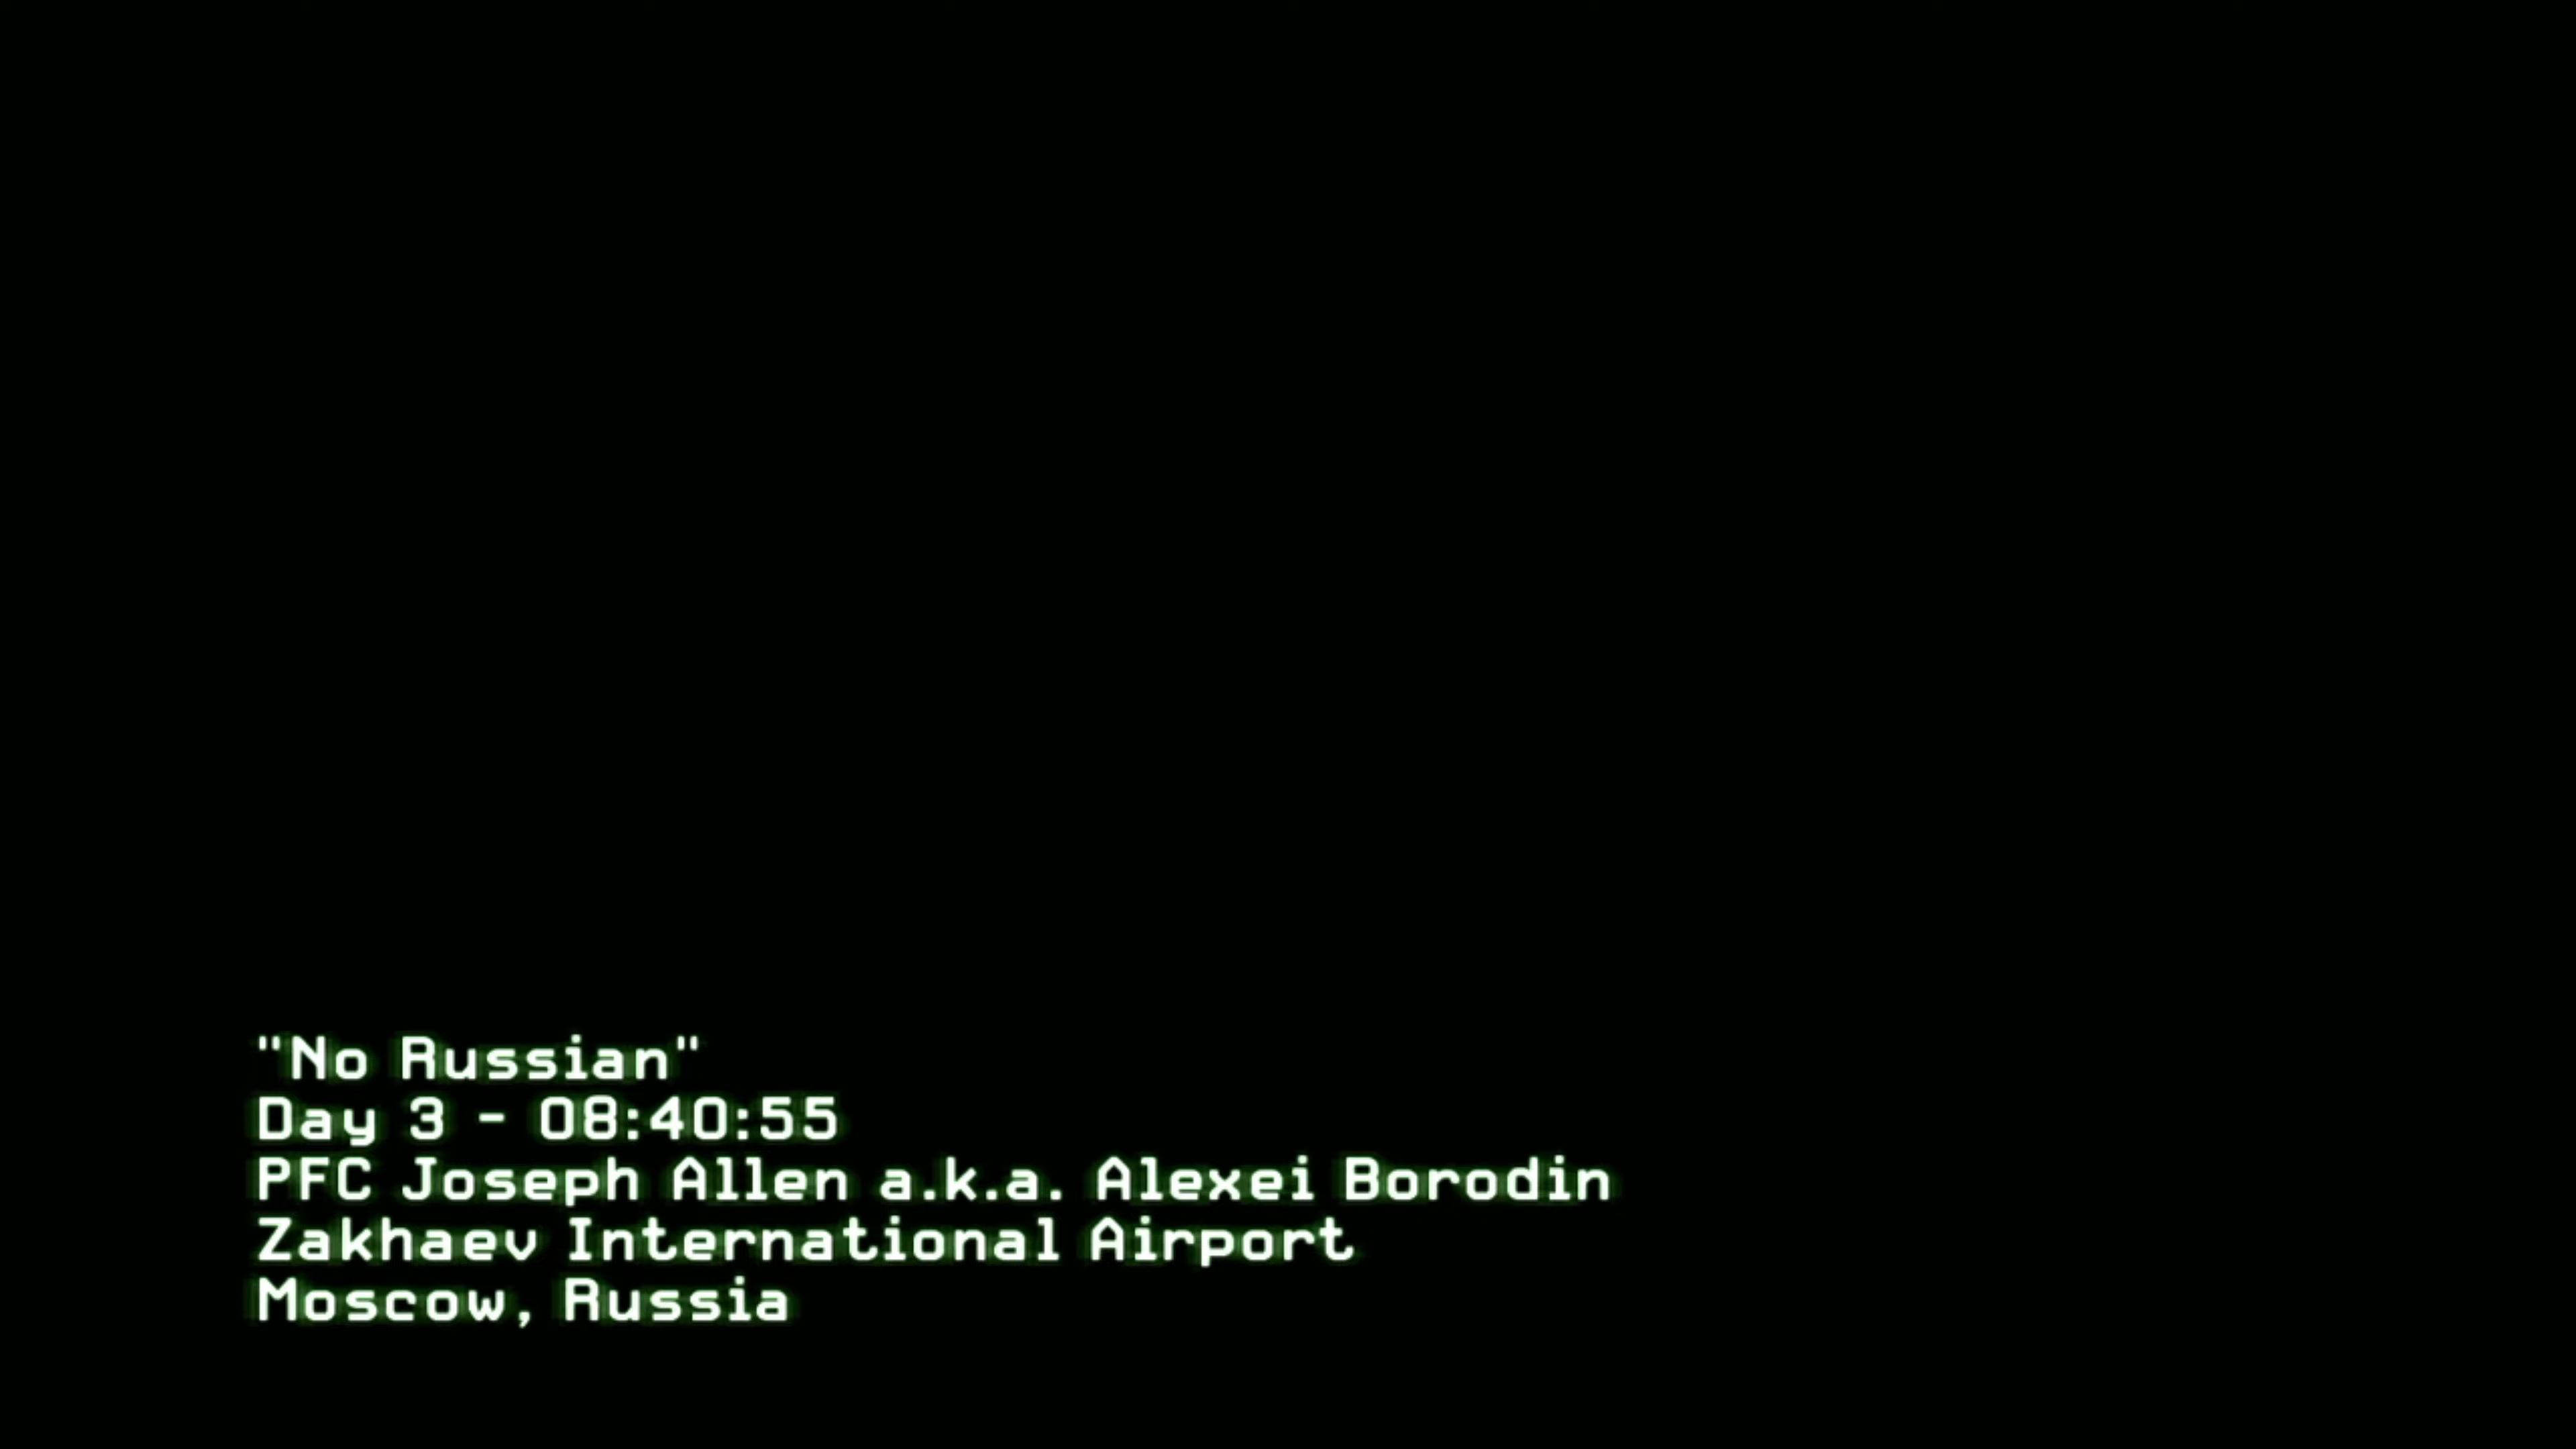 "No Russian"
Day 3 - 08:40:55
PFC Joseph Allen a.k.a. Alexei Borodin
Zakhaev International Airport
Moscow, Russia